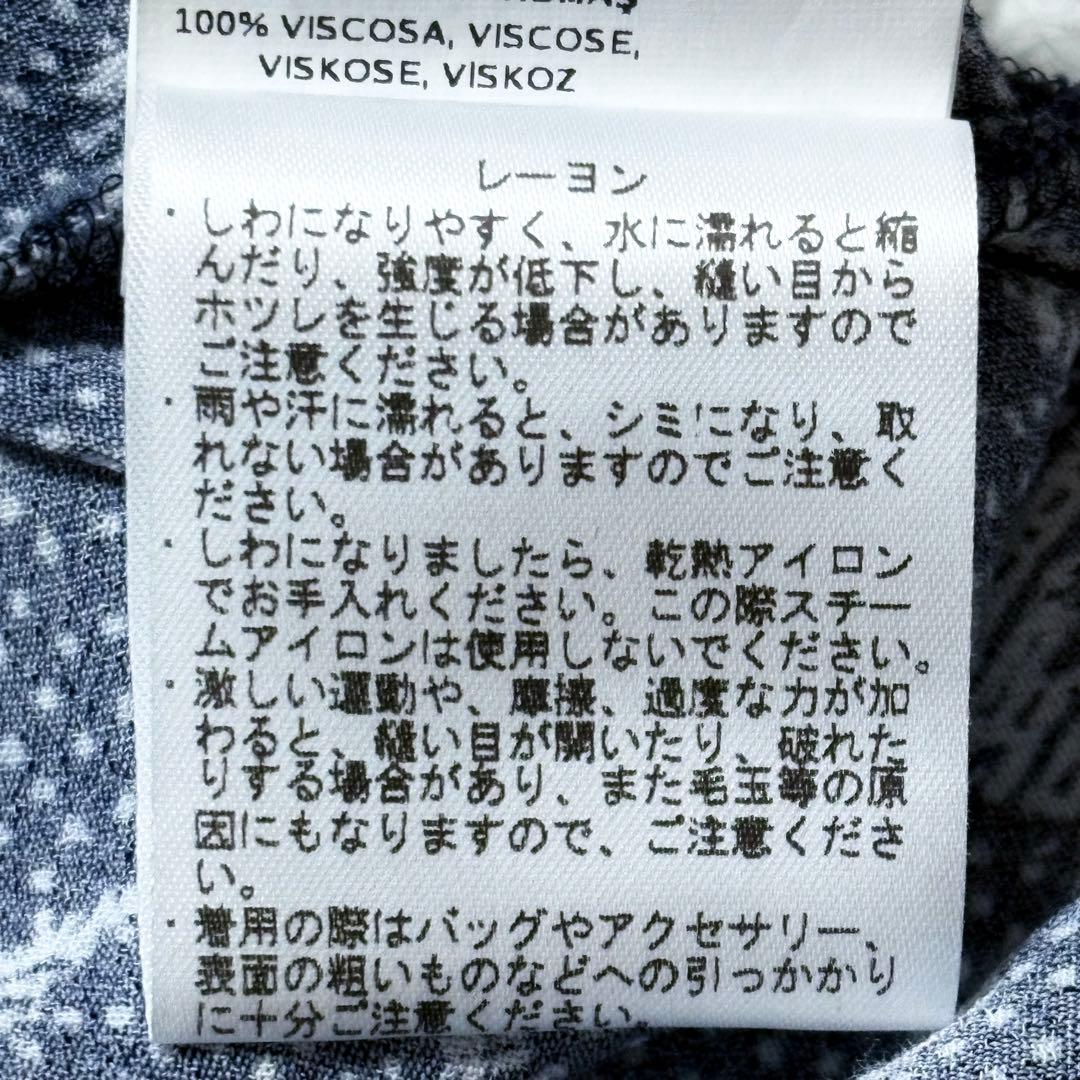 100% VISCOSA, VISCOSE,
VISKOSE, VISKOZ
レーヨン
・しわになりやすく、水に濡れると縮
んだり、強度が低下し、縫い目から
ホツレを生じる場合がありますので
ご注意ください。
・雨や汗に濡れると、シミになり、取
れない場合がありますのでご注意く
ださい。
・しわになりましたら、乾熱アイロン
でお手入れください。この際スチー
ムアイロンは使用しないでください。
・激しい運動や、摩擦、過度な力が加
わると、縫い目が開いたり、破れた
りする場合があり、また毛玉等の原
因にもなりますので、ご注意くださ
い。
・着用の際はバッグやアクセサリー、
表面の粗いものなどへの引っかかり
に十分ご注意ください。